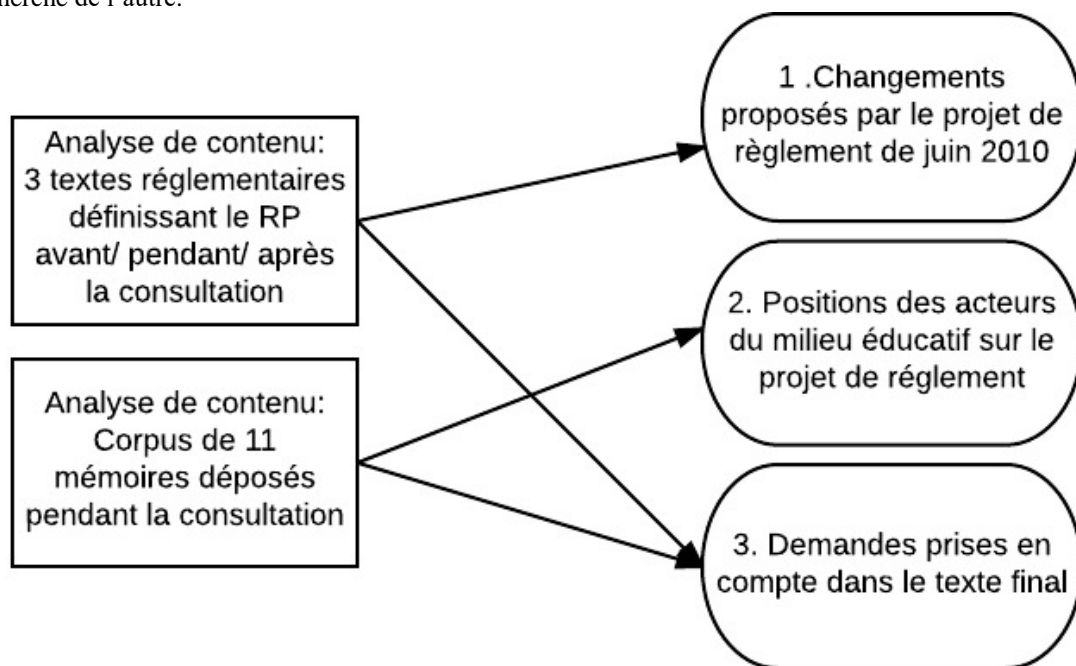 herche de l'autre.
Analyse de contenu:
3 textes réglementaires
définissant le RP
avant/ pendant/ après
la consultation
Analyse de contenu:
Corpus de 11
mémoires déposés
pendant la consultation
1 .Changements
proposés par le projet de
règlement de juin 2010
2. Positions des acteurs
du milieu éducatif sur le
projet de réglement
3. Demandes prises en
compte dans le texte final